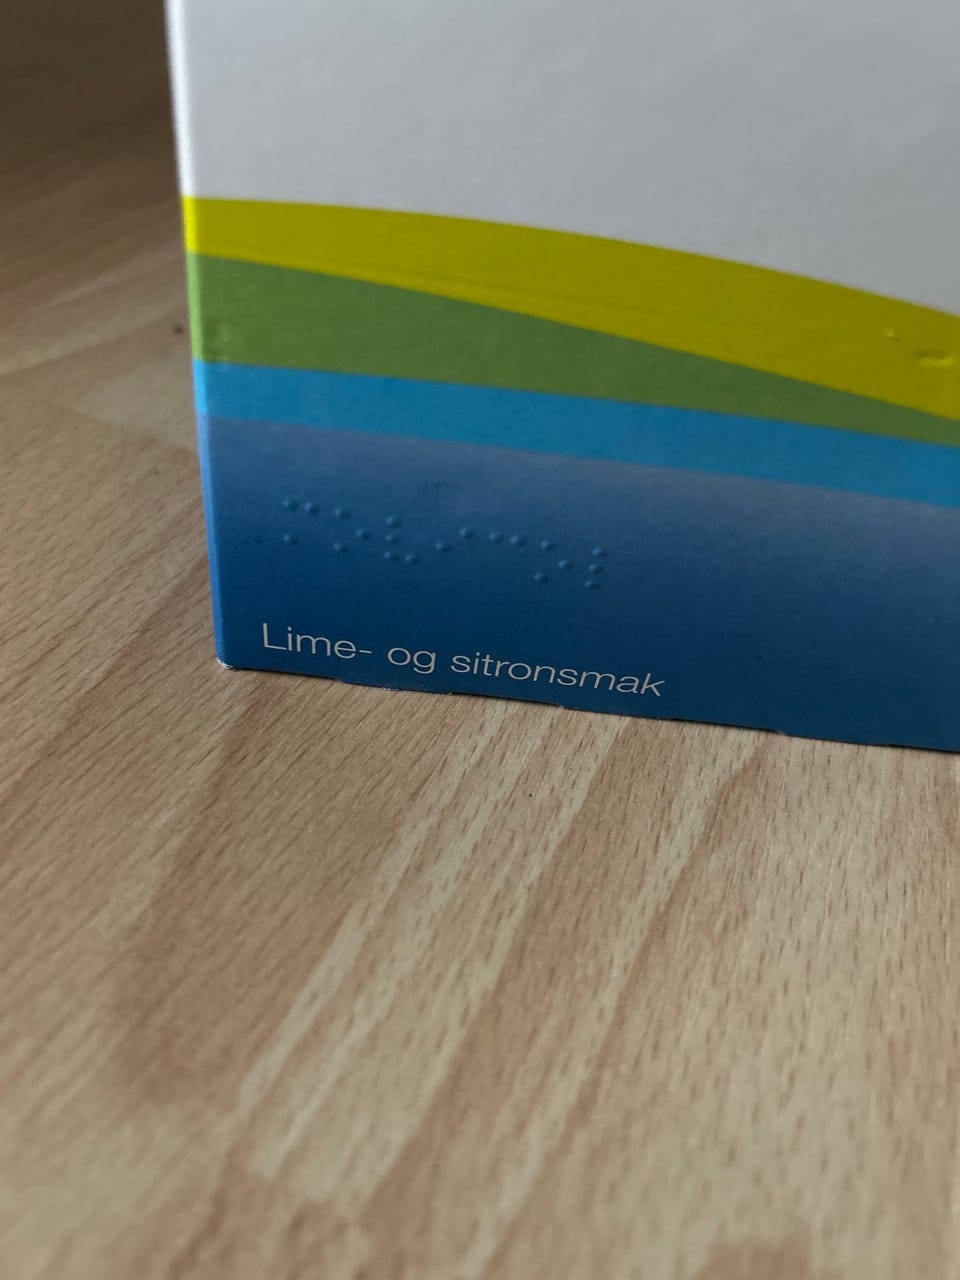 ⠍⠕⠧⠊⠉⠕⠇
Lime- og sitronsmak